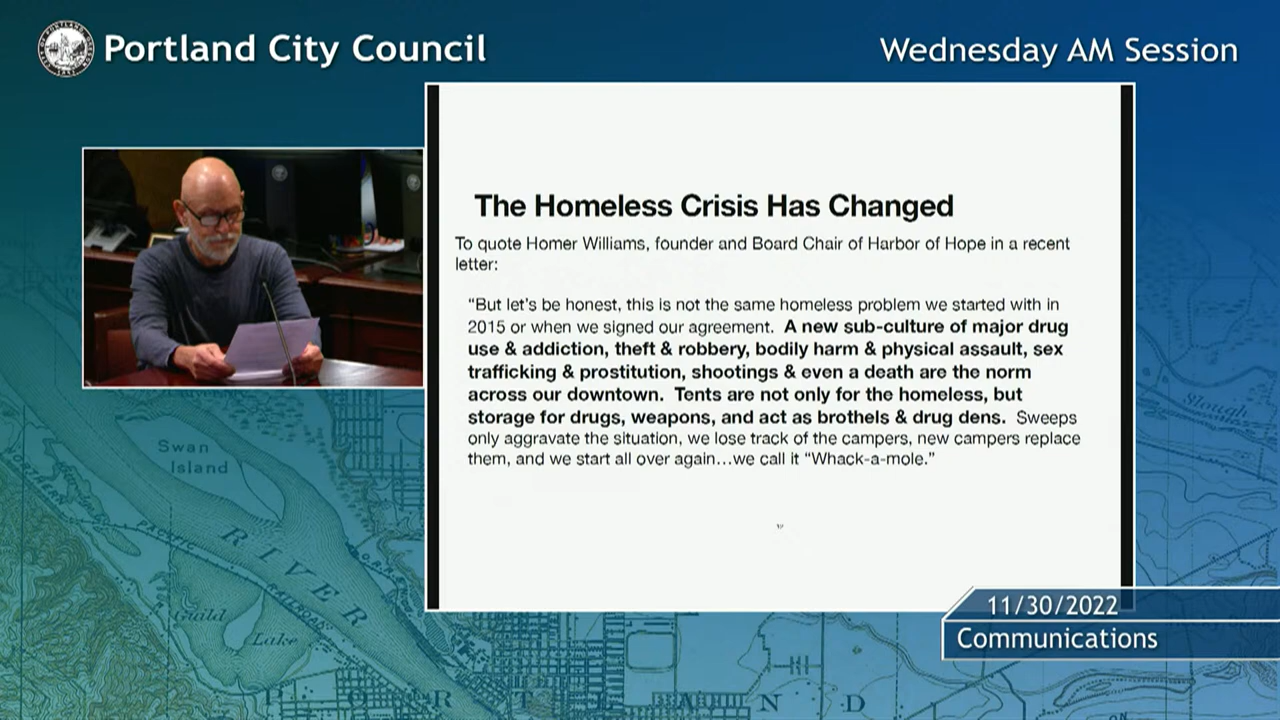 Portland City Council
Wednesday AM Session
The Homeless Crisis Has Changed
To quote Homer Williams, founder and Board Chair of Harbor of Hope in a recent
letter:
“But let’s be honest, this is not the same homeless problem we started with in
2015 or when we signed our agreement. A new sub-culture of major drug
use & addiction, theft & robbery, bodily harm & physical assault, sex
trafficking & prostitution, shootings & even a death are the norm
across our downtown. Tents are not only for the homeless, but
storage for drugs, weapons, and act as brothels & drug dens. Sweeps
only aggravate the situation, we lose track of the campers, new campers replace
them, and we start all over again…we call it “Whack-a-mole.”
Swan
Island
Slough
NORTHERN
PACIFIC
RAILROAD
RIVER
Guild
Lake
PORTLAND
11/30/2022
Communications